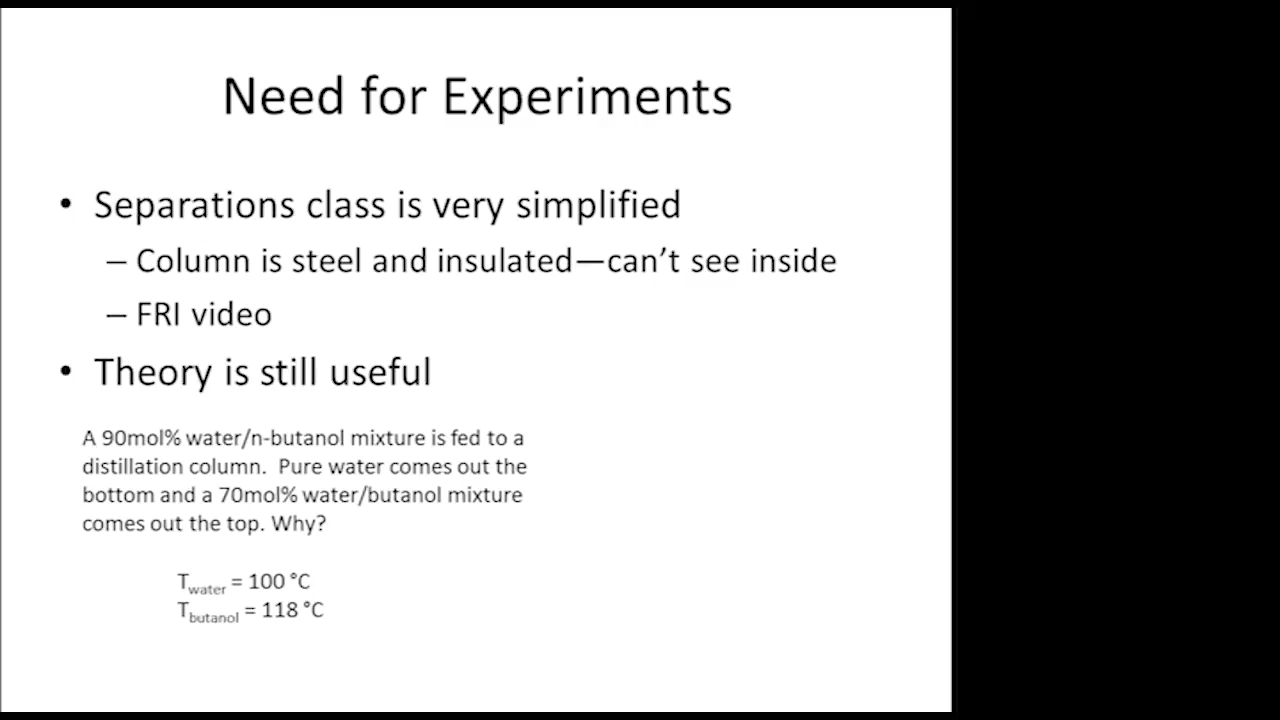 Need for Experiments
• Separations class is very simplified
– Column is steel and insulated—can’t see inside
– FRI video
• Theory is still useful
A 90mol% water/n-butanol mixture is fed to a
distillation column.  Pure water comes out the
bottom and a 70mol% water/butanol mixture
comes out the top. Why?
Twater = 100 °C
Tbutanol = 118 °C